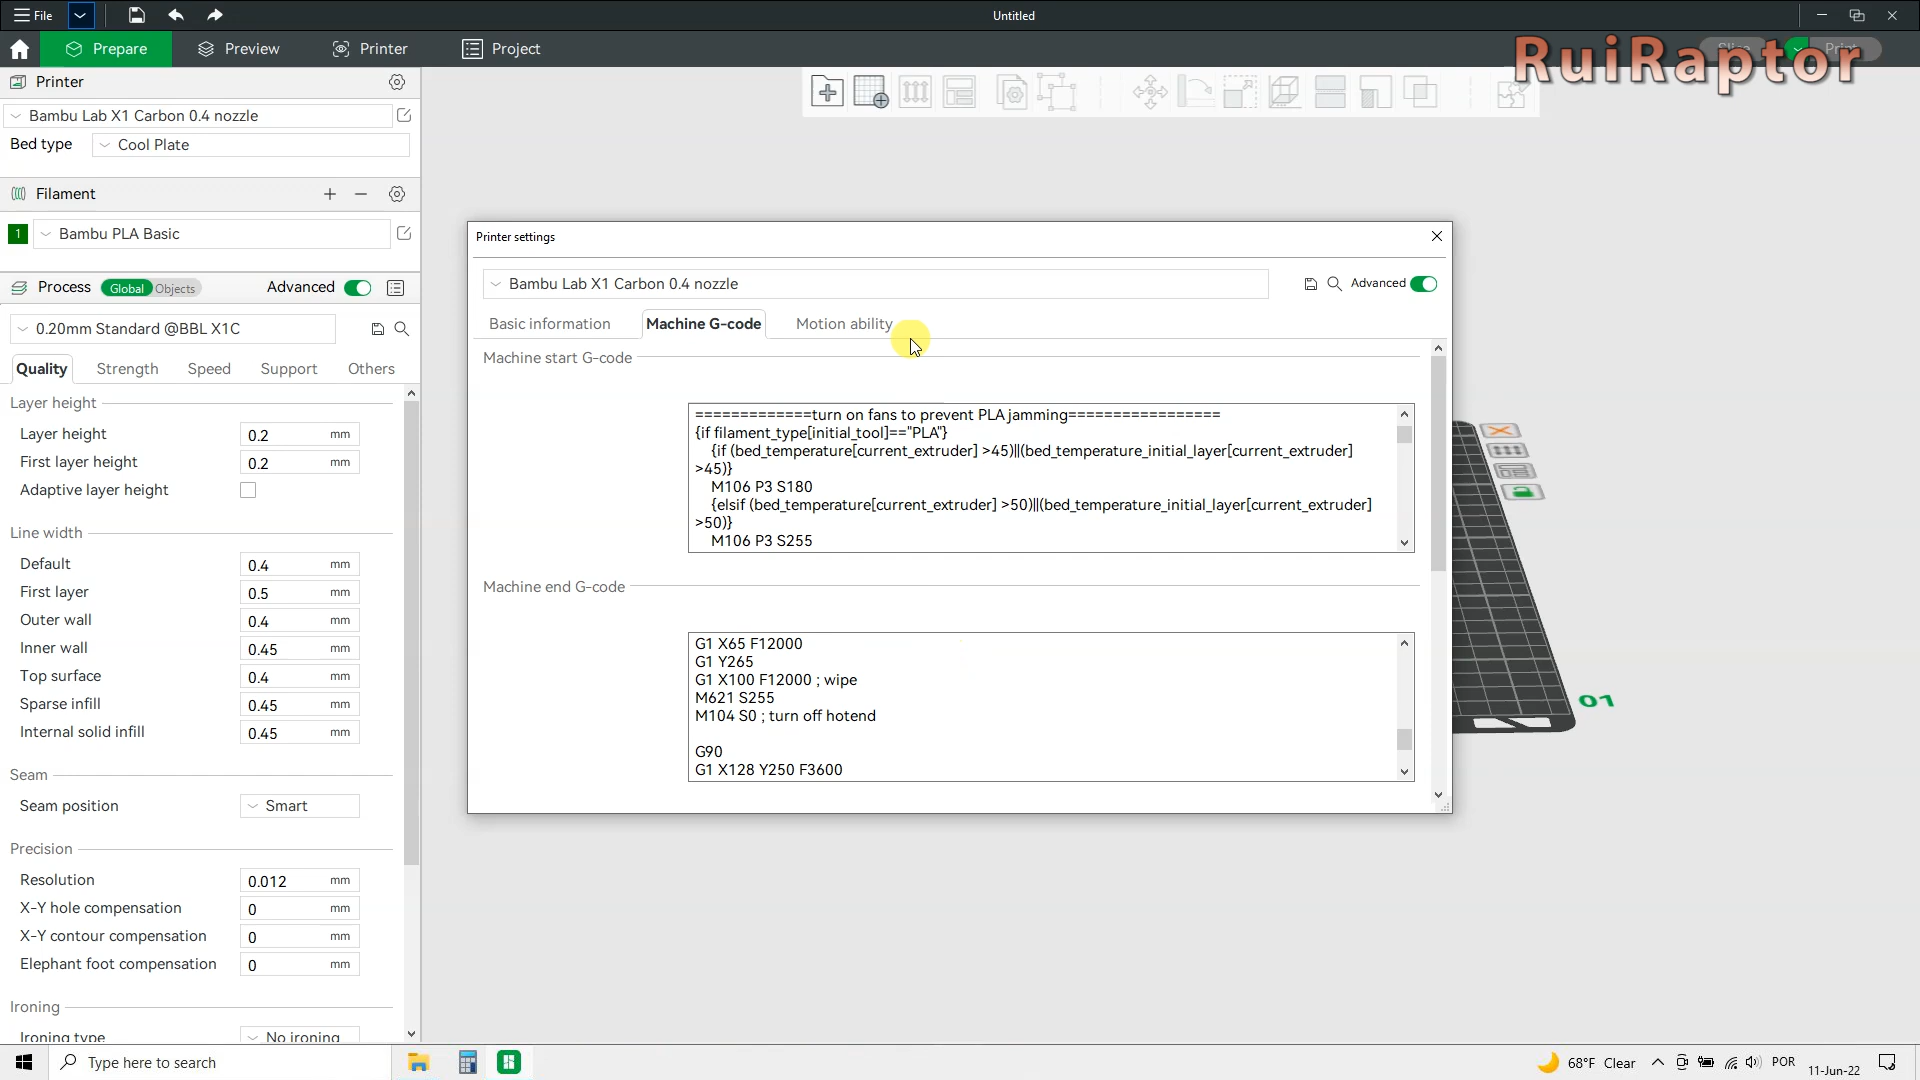 File
Untitled
Prepare
Preview
Printer
Project
Slice
Print
RuiRaptor
Printer
Bambu Lab X1 Carbon 0.4 nozzle
Bed type
Cool Plate
Filament
1
Bambu PLA Basic
Process
Global
Objects
Advanced
0.20mm Standard @BBL X1C
Quality
Strength
Speed
Support
Others
Layer height
Layer height 0.2 mm
First layer height 0.2 mm
Adaptive layer height
Line width
Default 0.4 mm
First layer 0.5 mm
Outer wall 0.4 mm
Inner wall 0.45 mm
Top surface 0.4 mm
Sparse infill 0.45 mm
Internal solid infill 0.45 mm
Seam
Seam position Smart
Precision
Resolution 0.012 mm
X-Y hole compensation 0 mm
X-Y contour compensation 0 mm
Elephant foot compensation 0 mm
Ironing
Ironing type No ironing
Printer settings
Bambu Lab X1 Carbon 0.4 nozzle
Advanced
Basic information
Machine G-code
Motion ability
Machine start G-code
=============turn on fans to prevent PLA jamming=================
{if filament_type[initial_tool]=="PLA"}
{if (bed_temperature[current_extruder] >45)||(bed_temperature_initial_layer[current_extruder]
>45)}
M106 P3 S180
{elsif (bed_temperature[current_extruder] >50)||(bed_temperature_initial_layer[current_extruder]
>50)}
M106 P3 S255
Machine end G-code
G1 X65 F12000
G1 Y265
G1 X100 F12000 ; wipe
M621 S255
M104 S0 ; turn off hotend
G90
G1 X128 Y250 F3600
01
Type here to search
68°F Clear
POR
11-Jun-22